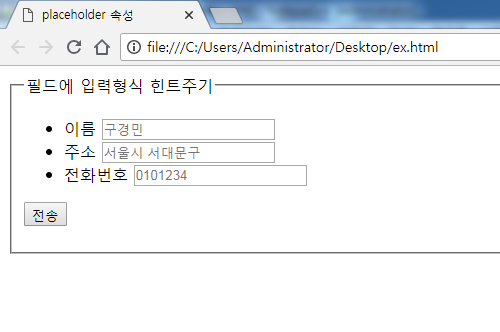 placeholder 속성
file:///C:/Users/Administrator/Desktop/ex.html
필드에 입력형식 힌트주기
이름 구경민
주소 서울시 서대문구
전화번호 0101234
전송